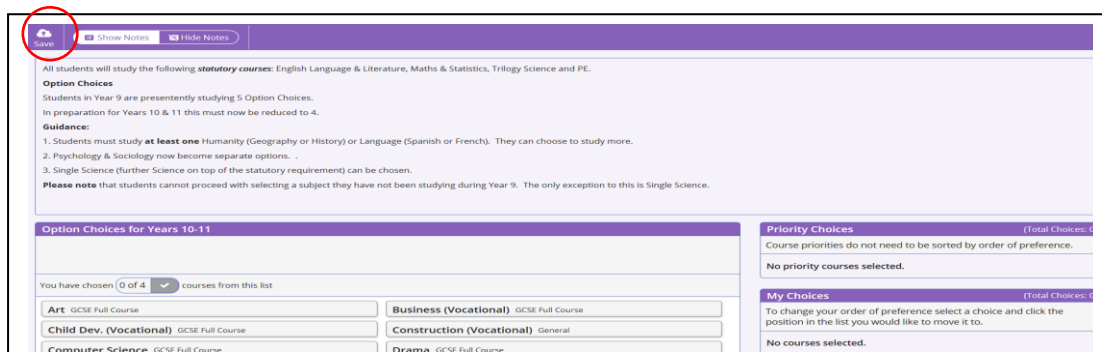 Save
Show Notes Hide Notes
All students will study the following statutory courses: English Language & Literature, Maths & Statistics, Trilogy Science and PE.
Option Choices
Students in Year 9 are presentently studying 5 Option Choices.
In preparation for Years 10 & 11 this must now be reduced to 4.
Guidance:
1. Students must study at least one Humanity (Geography or History) or Language (Spanish or French). They can choose to study more.
2. Psychology & Sociology now become separate options. .
3. Single Science (further Science on top of the statutory requirement) can be chosen.
Please note that students cannot proceed with selecting a subject they have not been studying during Year 9. The only exception to this is Single Science.
Option Choices for Years 10-11
You have chosen 0 of 4 courses from this list
Art GCSE Full Course
Business (Vocational) GCSE Full Course
Child Dev. (Vocational) GCSE Full Course
Construction (Vocational) General
Computer Science GCSE Full Course
Drama GCSE Full Course
Priority Choices (Total Choices:
Course priorities do not need to be sorted by order of preference.
No priority courses selected.
My Choices (Total Choices:
To change your order of preference select a choice and click the
position in the list you would like to move it to.
No courses selected.